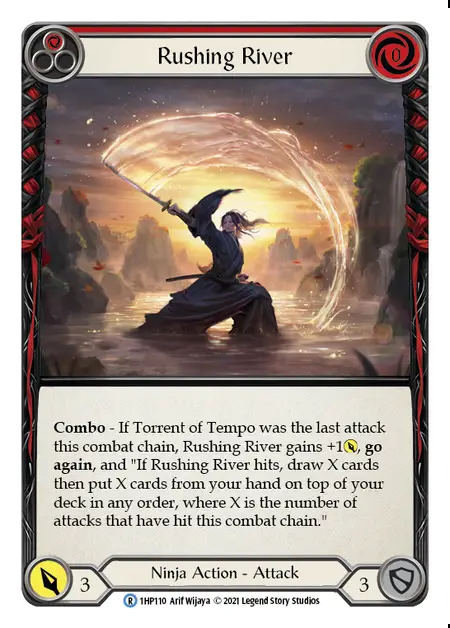 Rushing River
0
Combo - If Torrent of Tempo was the last attack
this combat chain, Rushing River gains +1, go
again, and "If Rushing River hits, draw X cards
then put X cards from your hand on top of your
deck in any order, where X is the number of
attacks that have hit this combat chain."
3
Ninja Action - Attack
3
R 1HP110 Arif Wijaya © 2021 Legend Story Studios